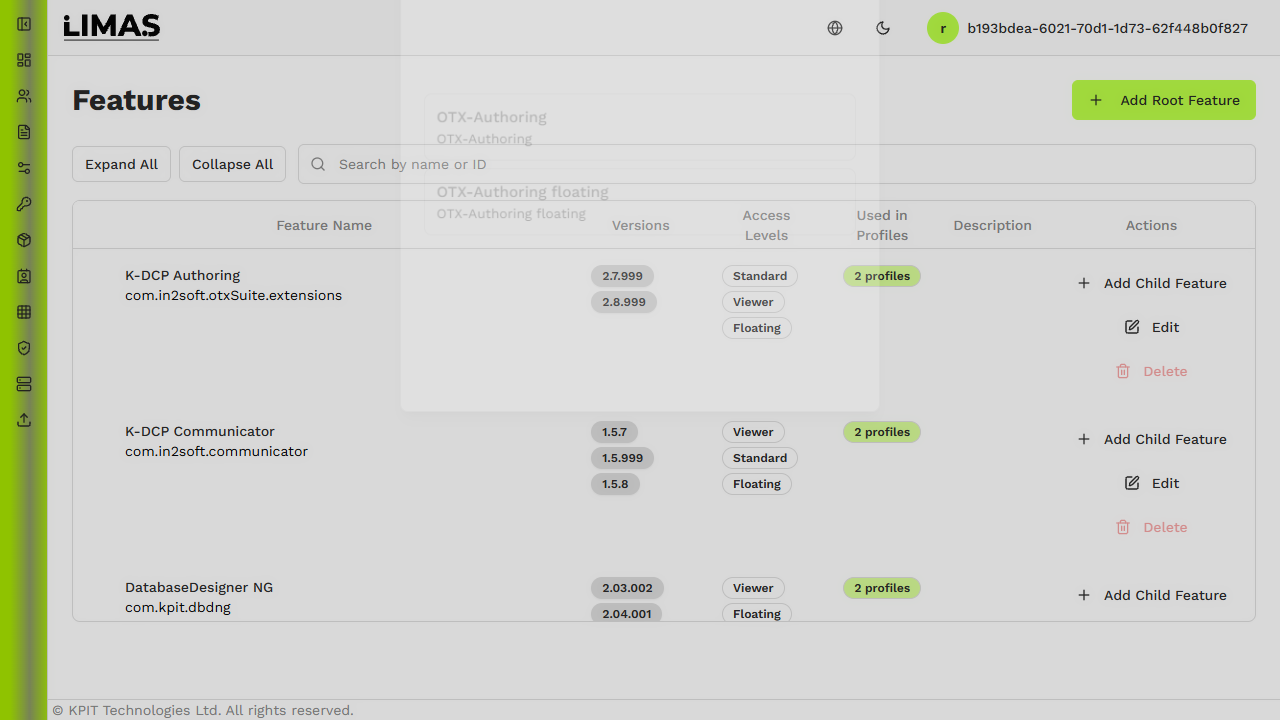 LIMAS
r
b193bdea-6021-70d1-1d73-62f448b0f827
Features
Add Root Feature
OTX-Authoring
OTX-Authoring
OTX-Authoring floating
OTX-Authoring floating
Expand All
Collapse All
Search by name or ID
Feature Name
Versions
Access
Levels
Used in
Profiles
Description
Actions
K-DCP Authoring
com.in2soft.otxSuite.extensions
2.7.999
2.8.999
Standard
Viewer
Floating
2 profiles
Add Child Feature
Edit
Delete
K-DCP Communicator
com.in2soft.communicator
1.5.7
1.5.999
1.5.8
Viewer
Standard
Floating
2 profiles
Add Child Feature
Edit
Delete
DatabaseDesigner NG
com.kpit.dbdng
2.03.002
2.04.001
Viewer
Floating
2 profiles
Add Child Feature
© KPIT Technologies Ltd. All rights reserved.